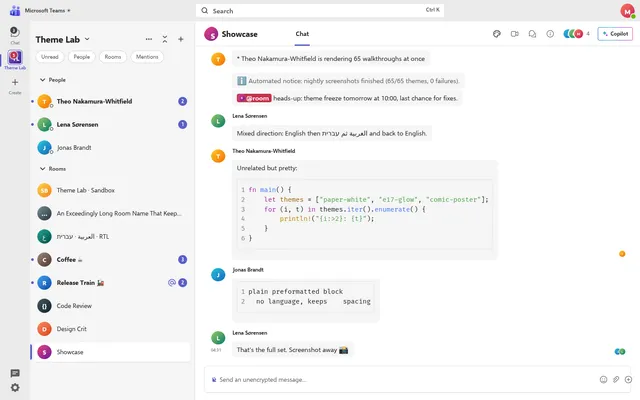 Microsoft Teams +
Search
Ctrl K
M
Chat
Theme Lab
Create
Theme Lab
Unread
People
Rooms
Mentions
People
Theo Nakamura-Whitfield
2
Lena Sørensen
1
Jonas Brandt
Rooms
Theme Lab · Sandbox
An Exceedingly Long Room Name That Keep...
العربية · עברית · RTL
Coffee ☕
3
Release Train 🚂
@ 2
Code Review
Design Crit
Showcase
S Showcase
Chat
4
Copilot
* Theo Nakamura-Whitfield is rendering 65 walkthroughs at once
ℹ️ Automated notice: nightly screenshots finished (65/65 themes, 0 failures).
@room heads-up: theme freeze tomorrow at 10:00, last chance for fixes.
Lena Sørensen
Mixed direction: English then العربية ثم עברית and back to English.
Theo Nakamura-Whitfield
Unrelated but pretty:
1 fn main() {
2     let themes = ["paper-white", "e17-glow", "comic-poster"];
3     for (i, t) in themes.iter().enumerate() {
4         println!("{i:>2}: {t}");
5     }
6 }
Jonas Brandt
1 plain preformatted block
2   no language, keeps    spacing
Lena Sørensen
That's the full set. Screenshot away 📸
Send an unencrypted message...